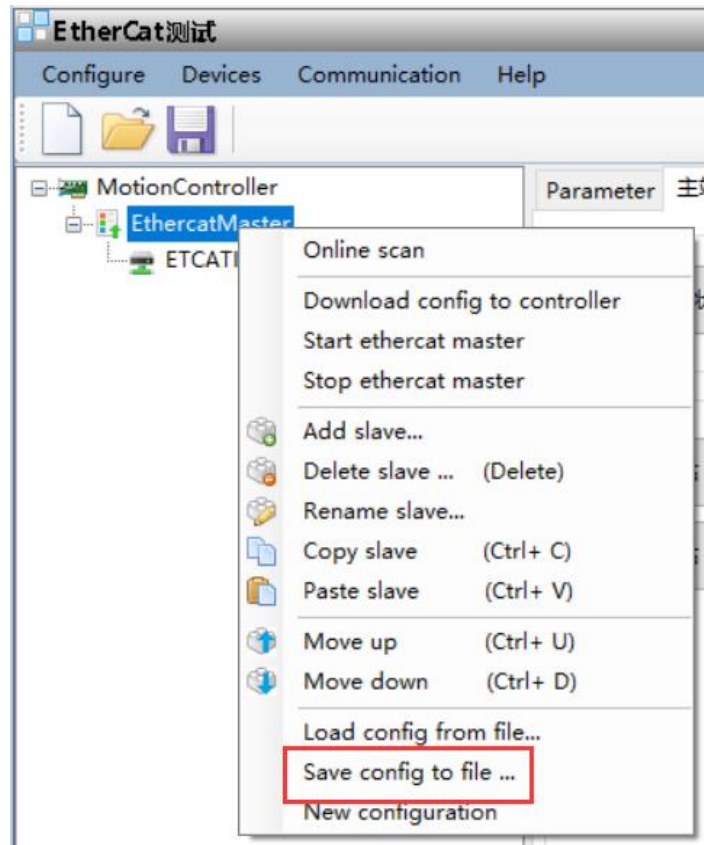 EtherCat测试
Configure Devices Communication Help
MotionController
Parameter
EthercatMaster
Online scan
Download config to controller
Start ethercat master
Stop ethercat master
Add slave...
Delete slave ... (Delete)
Rename slave...
Copy slave (Ctrl+ C)
Paste slave (Ctrl+ V)
Move up (Ctrl+ U)
Move down (Ctrl+ D)
Load config from file...
Save config to file ...
New configuration